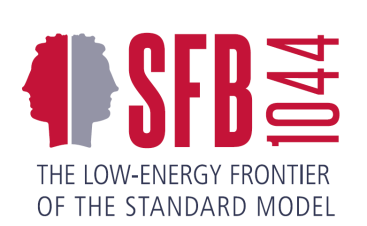 SFB 1044
THE LOW-ENERGY FRONTIER
OF THE STANDARD MODEL